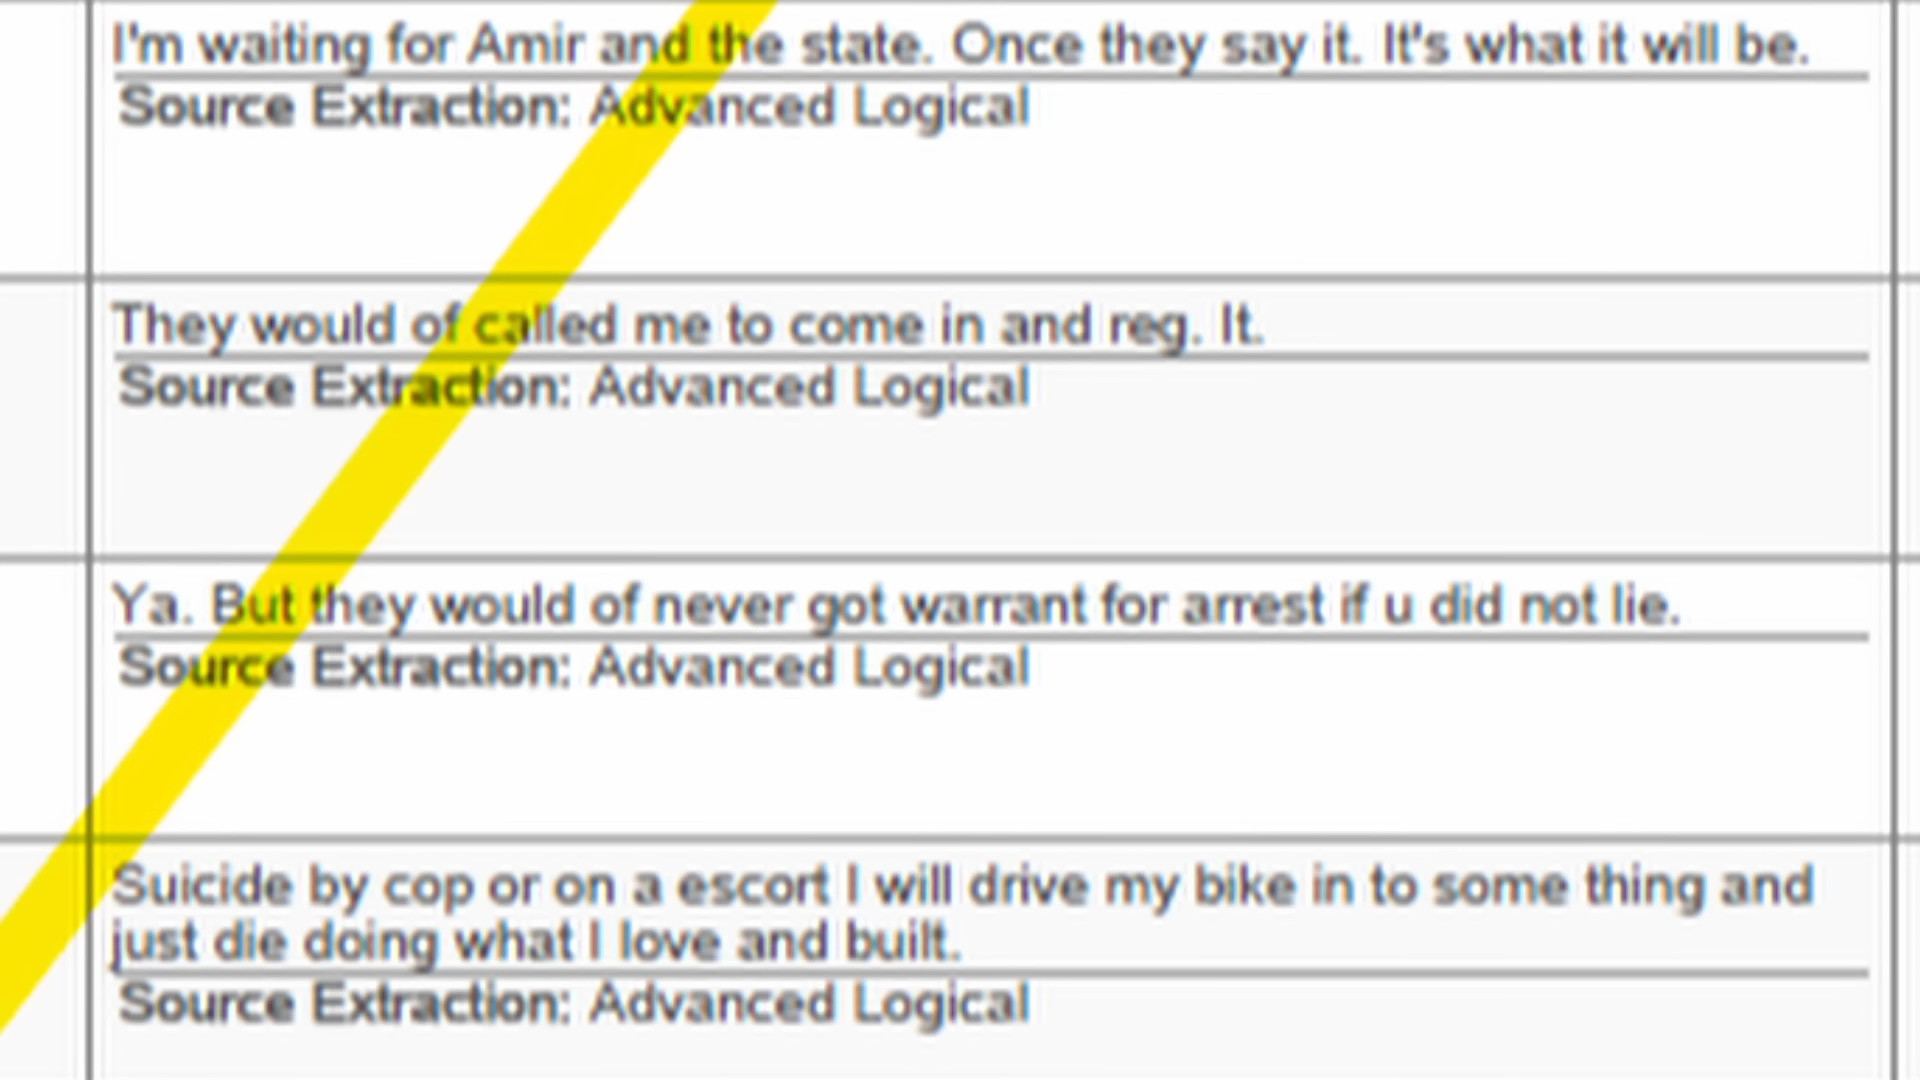 I'm waiting for Amir and the state. Once they say it. It's what it will be.
Source Extraction: Advanced Logical
They would of called me to come in and reg. It.
Source Extraction: Advanced Logical
Ya. But they would of never got warrant for arrest if u did not lie.
Source Extraction: Advanced Logical
Suicide by cop or on a escort I will drive my bike in to some thing and
just die doing what I love and built.
Source Extraction: Advanced Logical